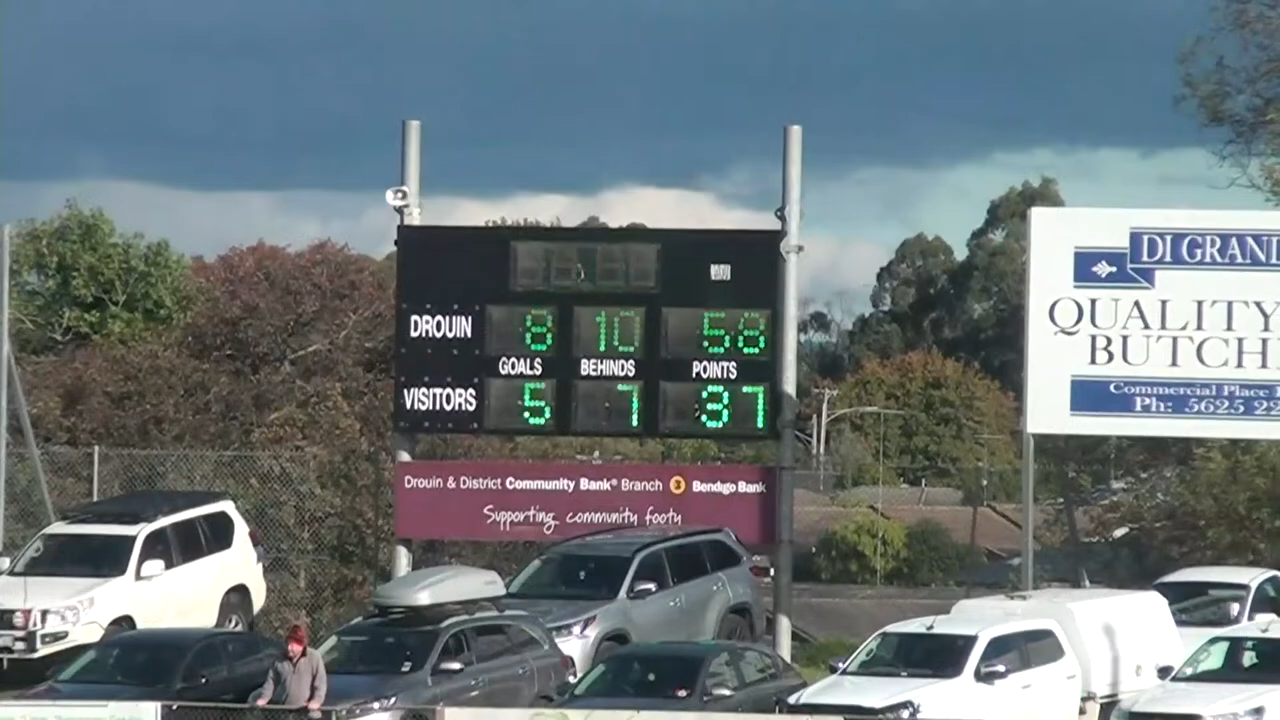 DROUIN 8 10 58
GOALS BEHINDS POINTS
VISITORS 5 7 37
Drouin & District Community Bank® Branch Bendigo Bank
Supporting community footy
DI GRAND
QUALITY
BUTCH
Commercial Place
Ph: 5625 22